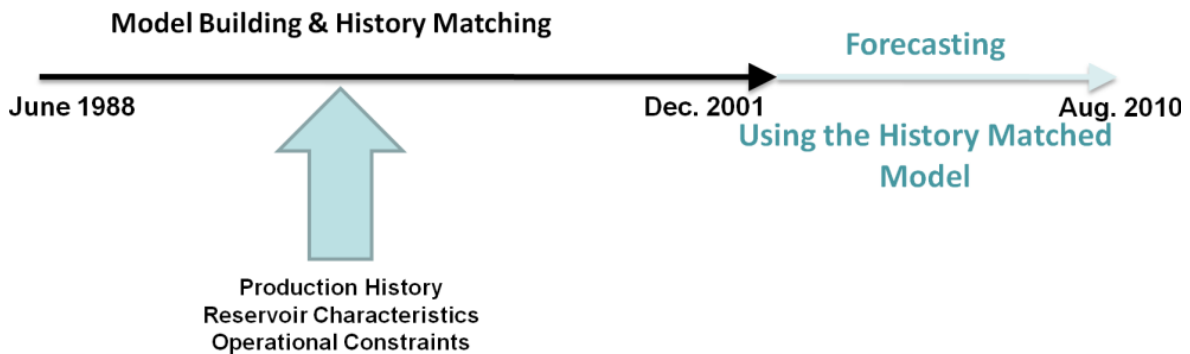 Model Building & History Matching
Forecasting
June 1988
Dec. 2001
Aug. 2010
Using the History Matched
Model
Production History
Reservoir Characteristics
Operational Constraints